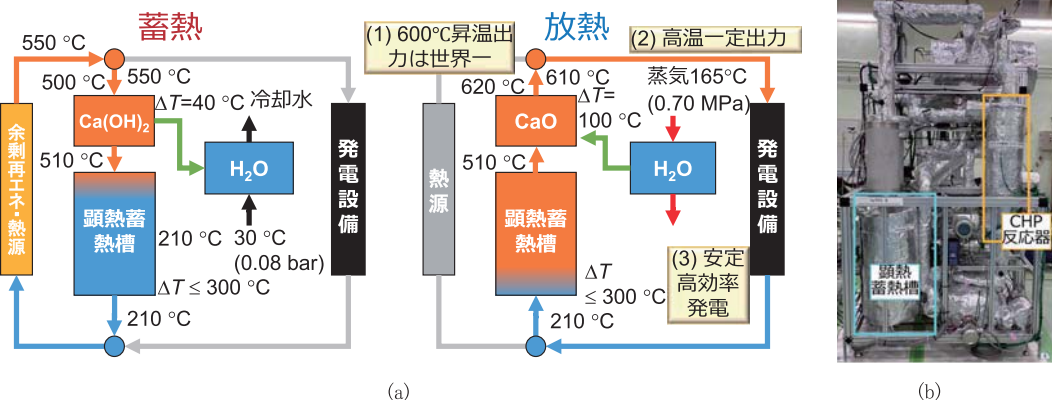 蓄熱
550 °C
500 °C
550 °C
Ca(OH)2
ΔT=40 °C
冷却水
余剰再エネ・熱源
510 °C
H2O
発電設備
顕熱蓄
熱槽
210 °C
30 °C
(0.08 bar)
ΔT ≤ 300 °C
210 °C
放熱
(1) 600℃昇温出
力は世界一
(2) 高温一定出力
610 °C
620 °C
ΔT=
100 °C
蒸気165°C
(0.70 MPa)
CaO
熱源
510 °C
H2O
発電設備
顕熱蓄
熱槽
ΔT
≤ 300 °C
210 °C
(3) 安定
高効率
発電
(a)
CHP
反応器
顕熱
蓄熱槽
(b)